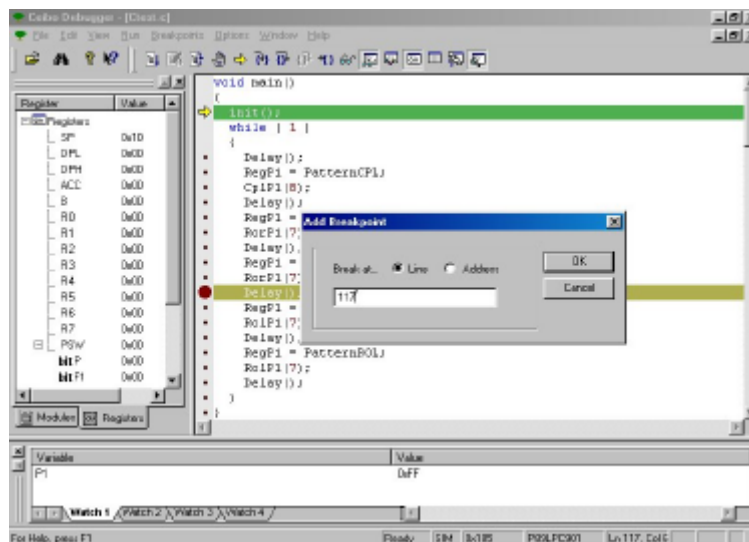 Ceibo Debugger - [Ctest.c]
File Edit View Run Breakpoints Options Window Help
Register Value
Registers
SP 0x10
DPL 0x00
DPH 0x00
ACC 0x00
B 0x00
R0 0x00
R1 0x00
R2 0x00
R3 0x00
R4 0x00
R5 0x00
R6 0x00
R7 0x00
PSW 0x00
bit P 0x00
bit F1 0x00
Modules Registers
void main()
{
init();
while ( 1 )
{
Delay();
RegP1 = PatternCPL;
CplP1(8);
Delay();
RegP1 =
RorP1(7)
Delay();
RegP1 =
RorP1(7)
Delay();
RegP1 =
RolP1(7)
Delay();
RegP1 = PatternROL;
RolP1(7);
Delay();
}
}
Add Breakpoint
Break at... Line Address
117
OK
Cancel
Variable Value
P1 0xFF
Watch 1 Watch 2 Watch 3 Watch 4
For Help, press F1 Ready SIM 0x1B5 P89LPC901 Ln 117, Col 6